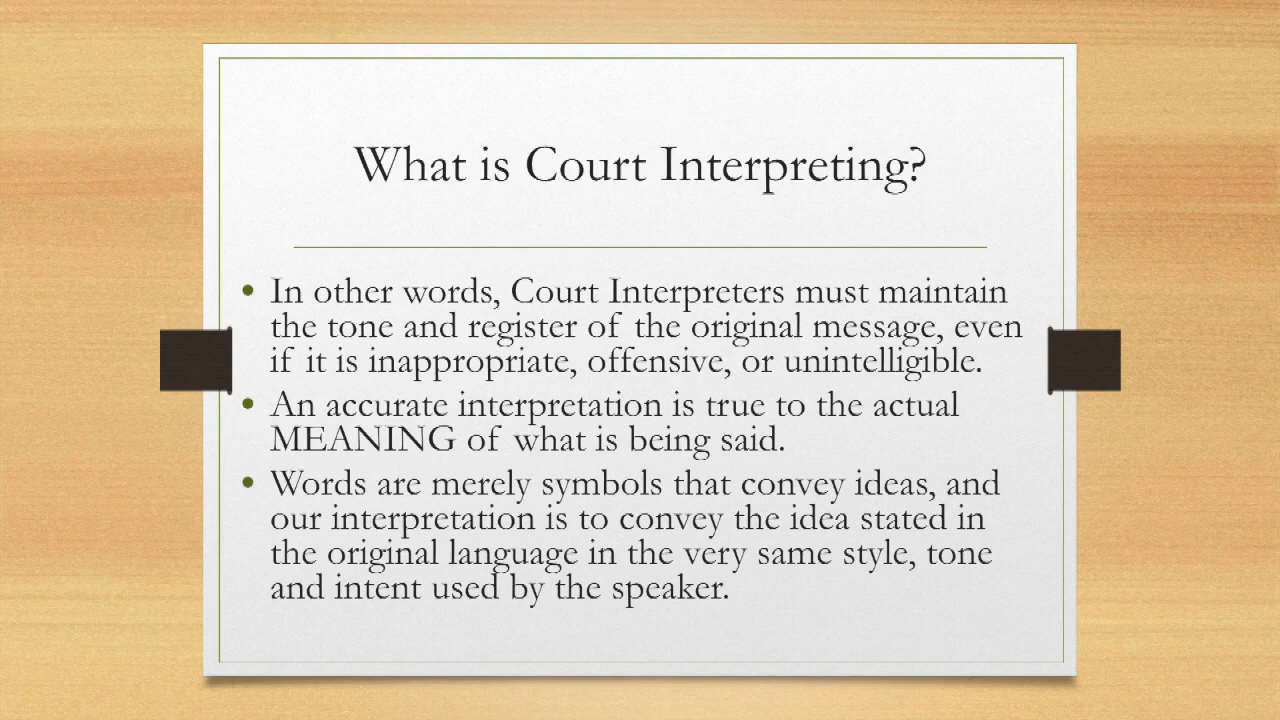 What is Court Interpreting?
• In other words, Court Interpreters must maintain
the tone and register of the original message, even
if it is inappropriate, offensive, or unintelligible.
• An accurate interpretation is true to the actual
MEANING of what is being said.
• Words are merely symbols that convey ideas, and
our interpretation is to convey the idea stated in
the original language in the very same style, tone
and intent used by the speaker.